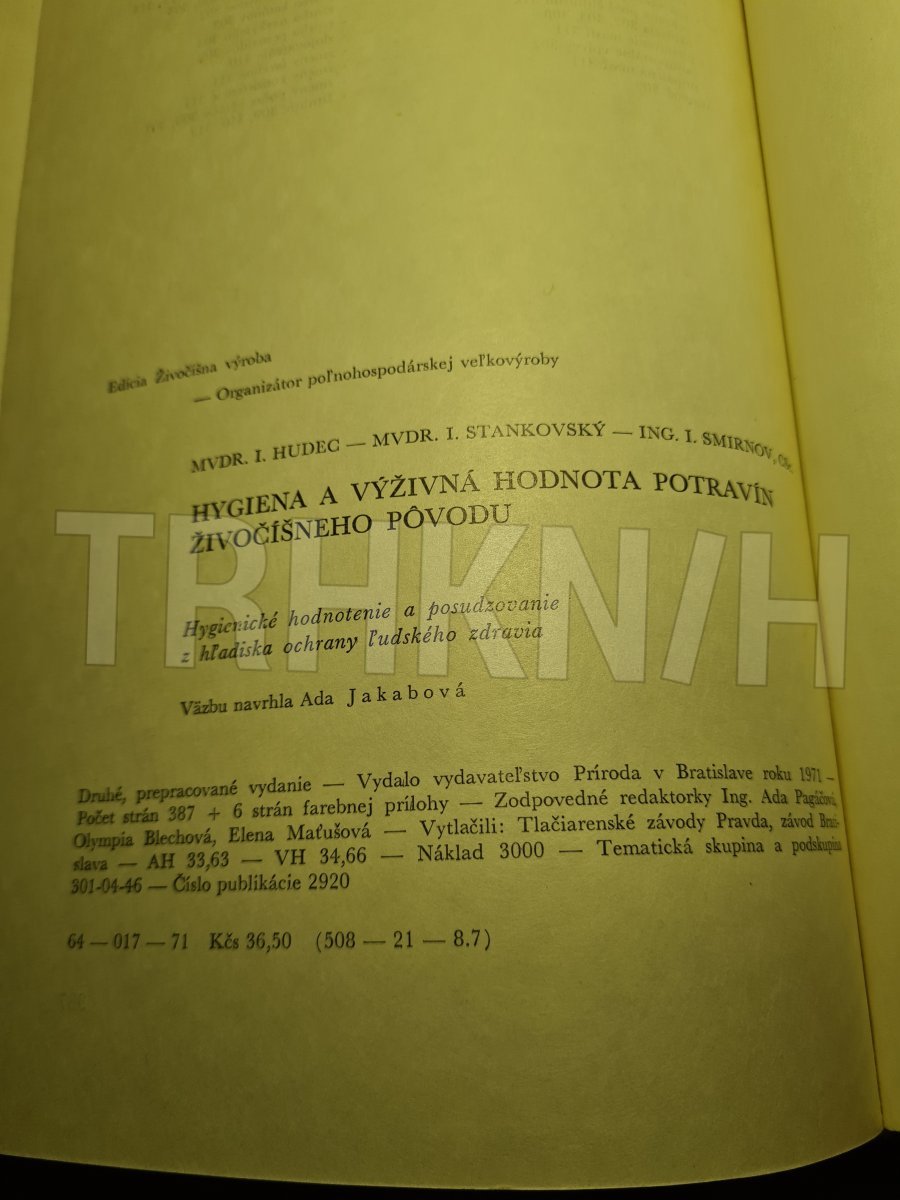 Edícia Živočíšna výroba
— Organizátor poľnohospodárskej veľkovýroby
MVDR. I. HUDEC — MVDR. I. STANKOVSKÝ — ING. I. SMIRNOV, CSc.
HYGIENA A VÝŽIVNÁ HODNOTA POTRAVÍN
ŽIVOČÍŠNEHO PÔVODU
TRHKN/H
Hygienické hodnotenie a posudzovanie
z hľadiska ochrany ľudského zdravia
Väzbu navrhla Ada Jakabová
Druhé, prepracované vydanie — Vydalo vydavateľstvo Príroda v Bratislave roku 1971 –
Počet strán 387 + 6 strán farebnej prílohy — Zodpovedné redaktorky Ing. Ada Pagáčová,
Olympia Blechová, Elena Maťušová — Vytlačili: Tlačiarenské závody Pravda, závod Brati-
slava — AH 33,63 — VH 34,66 — Náklad 3000 — Tematická skupina a podskupina
301-04-46 — Číslo publikácie 2920
64 — 017 — 71 Kčs 36,50 (508 — 21 — 8.7)